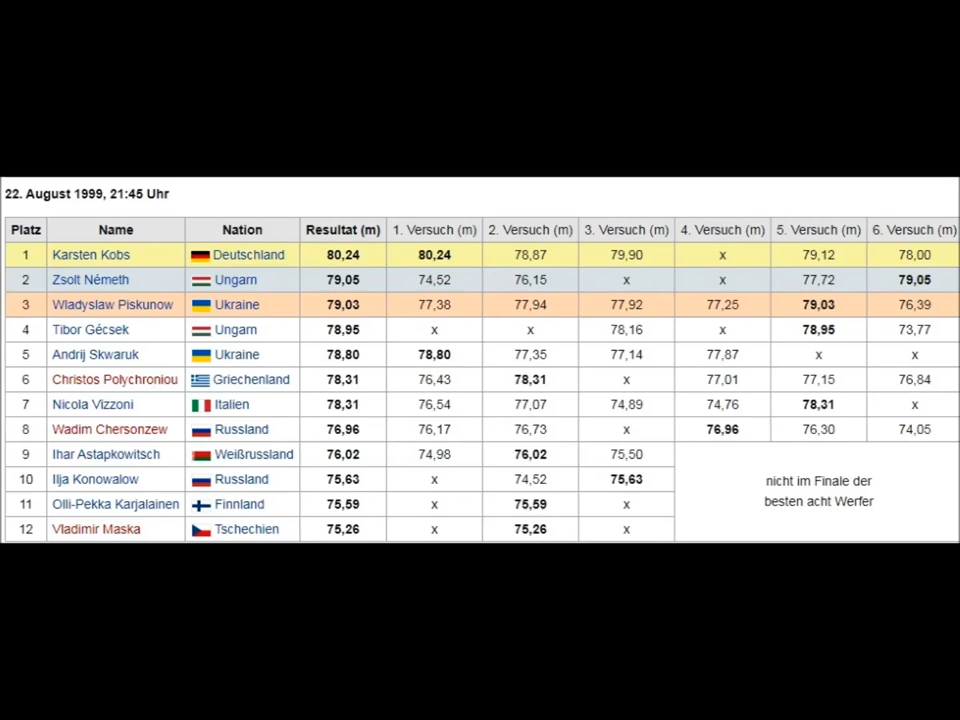 22. August 1999, 21:45 Uhr
Platz Name Nation Resultat (m) 1. Versuch (m) 2. Versuch (m) 3. Versuch (m) 4. Versuch (m) 5. Versuch (m) 6. Versuch (m)
1 Karsten Kobs Deutschland 80,24 80,24 78,87 79,90 x 79,12 78,00
2 Zsolt Németh Ungarn 79,05 74,52 76,15 x x 77,72 79,05
3 Wladyslaw Piskunow Ukraine 79,03 77,38 77,94 77,92 77,25 79,03 76,39
4 Tibor Gécsek Ungarn 78,95 x x 78,16 x 78,95 73,77
5 Andrij Skwaruk Ukraine 78,80 78,80 77,35 77,14 77,87 x x
6 Christos Polychroniou Griechenland 78,31 76,43 78,31 x 77,01 77,15 76,84
7 Nicola Vizzoni Italien 78,31 76,54 77,07 74,89 74,76 78,31 x
8 Wadim Chersonzew Russland 76,96 76,17 76,73 x 76,96 76,30 74,05
9 Ihar Astapkowitsch Weißrussland 76,02 74,98 76,02 75,50
10 Ilja Konowalow Russland 75,63 x 74,52 75,63
nicht im Finale der
besten acht Werfer
11 Olli-Pekka Karjalainen Finnland 75,59 x 75,59 x
12 Vladimir Maska Tschechien 75,26 x 75,26 x